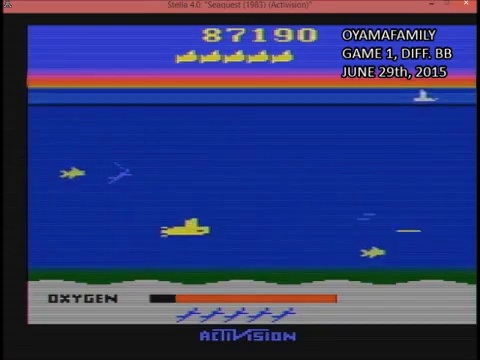 Stella 4.0: "Seaquest (1983) (Activision)"
87190
OYAMAFAMILY
GAME 1, DIFF. BB
JUNE 29th, 2015
OXYGEN
ACTIVISION